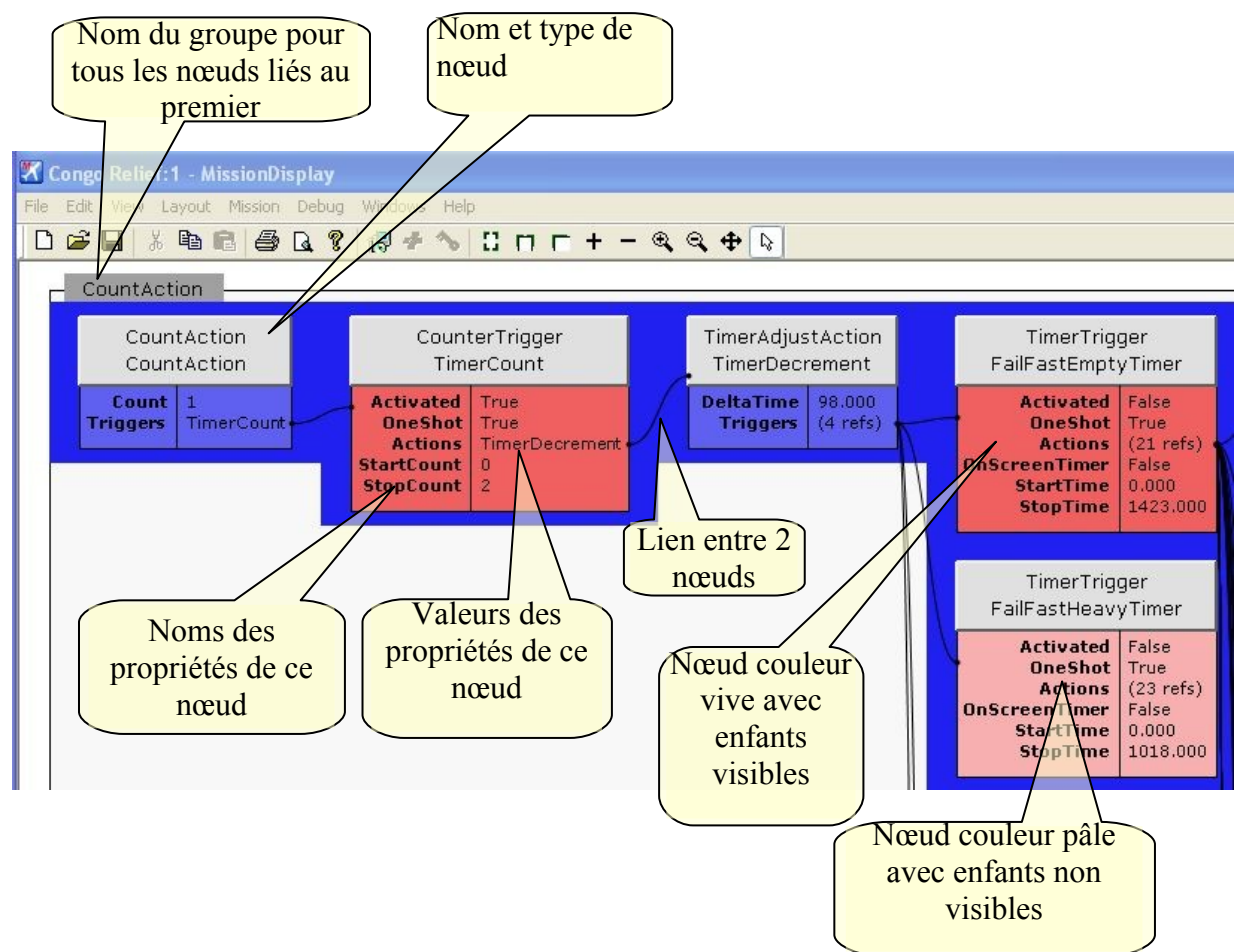 Nom du groupe pour
tous les nœuds liés au
premier
Nom et type de
nœud
Congo Relief:1 - MissionDisplay
File Edit View Layout Mission Debug Windows Help
CountAction
CountAction
CountAction
Count 1
Triggers TimerCount
CounterTrigger
TimerCount
Activated True
OneShot True
Actions TimerDecrement
StartCount 0
StopCount 2
TimerAdjustAction
TimerDecrement
DeltaTime 98.000
Triggers (4 refs)
TimerTrigger
FailFastEmptyTimer
Activated False
OneShot True
Actions (21 refs)
OnScreenTimer False
StartTime 0.000
StopTime 1423.000
TimerTrigger
FailFastHeavyTimer
Activated False
OneShot True
Actions (23 refs)
OnScreenTimer False
StartTime 0.000
StopTime 1018.000
Lien entre 2
nœuds
Noms des
propriétés de ce
nœud
Valeurs des
propriétés de ce
nœud
Nœud couleur
vive avec
enfants
visibles
Nœud couleur pâle
avec enfants non
visibles